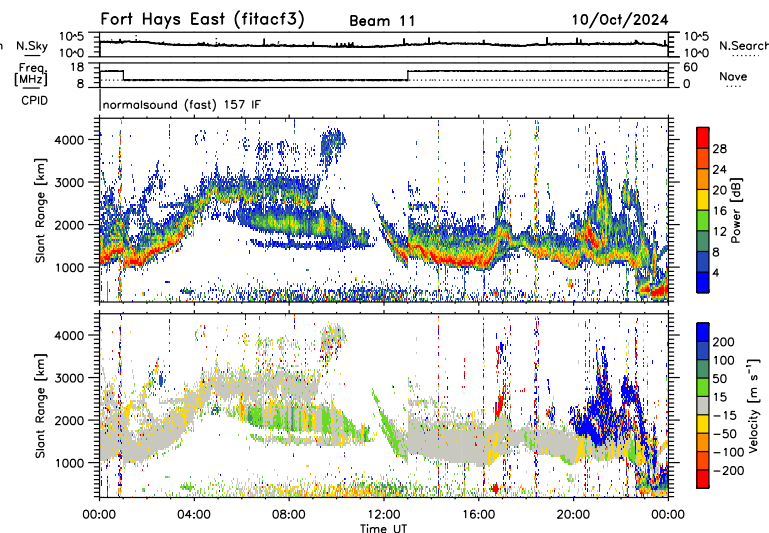 Fort Hays East (fitacf3) Beam 11 10/Oct/2024
N.Sky 10^5 10^0 10^5 10^0 N.Search
Freq. [MHz] 18 8 60 0 Nave
CPID normalsound (fast) 157 IF
Slant Range [km]
4000
3000
2000
1000
28
24
20
16
12
8
4
Power [dB]
Slant Range [km]
4000
3000
2000
1000
200
100
50
15
-15
-50
-100
-200
Velocity [m s⁻¹]
00:00 04:00 08:00 12:00 16:00 20:00 00:00
Time UT